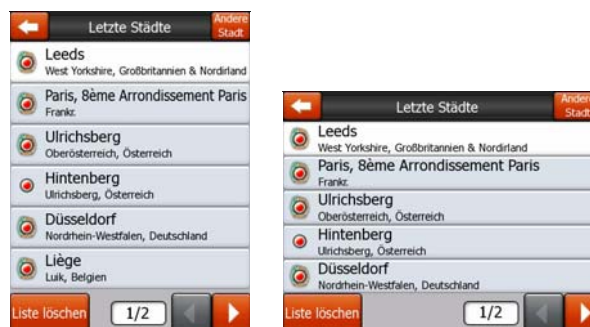 Letzte Städte
Andere
Stadt
Leeds
West Yorkshire, Großbritannien & Nordirland
Paris, 8ème Arrondissement Paris
Frankr.
Ulrichsberg
Oberösterreich, Österreich
Hintenberg
Ulrichsberg, Österreich
Düsseldorf
Nordrhein-Westfalen, Deutschland
Liège
Luik, Belgien
Liste löschen
1/2
Letzte Städte
Andere
Stadt
Leeds
West Yorkshire, Großbritannien & Nordirland
Paris, 8ème Arrondissement Paris
Frankr.
Ulrichsberg
Oberösterreich, Österreich
Hintenberg
Ulrichsberg, Österreich
Düsseldorf
Nordrhein-Westfalen, Deutschland
Liste löschen
1/2